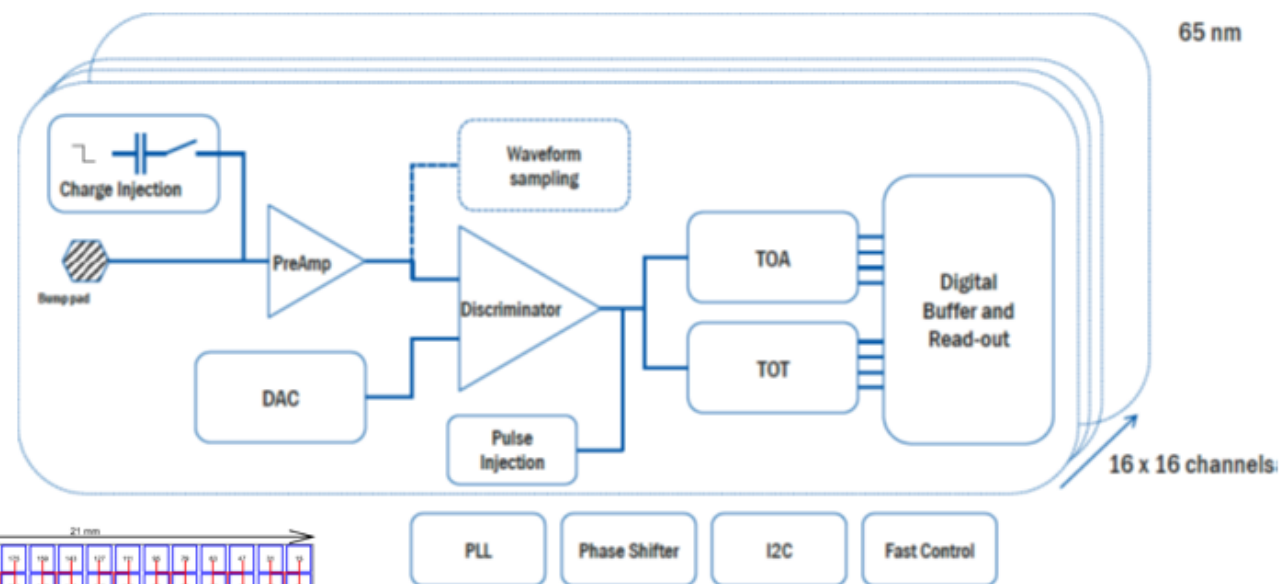 65 nm
Charge Injection
Waveform
sampling
PreAmp
Bump pad
Discriminator
TOA
Digital
Buffer and
Read-out
TOT
DAC
Pulse
Injection
16 x 16 channels
21 mm
PLL
Phase Shifter
I2C
Fast Control